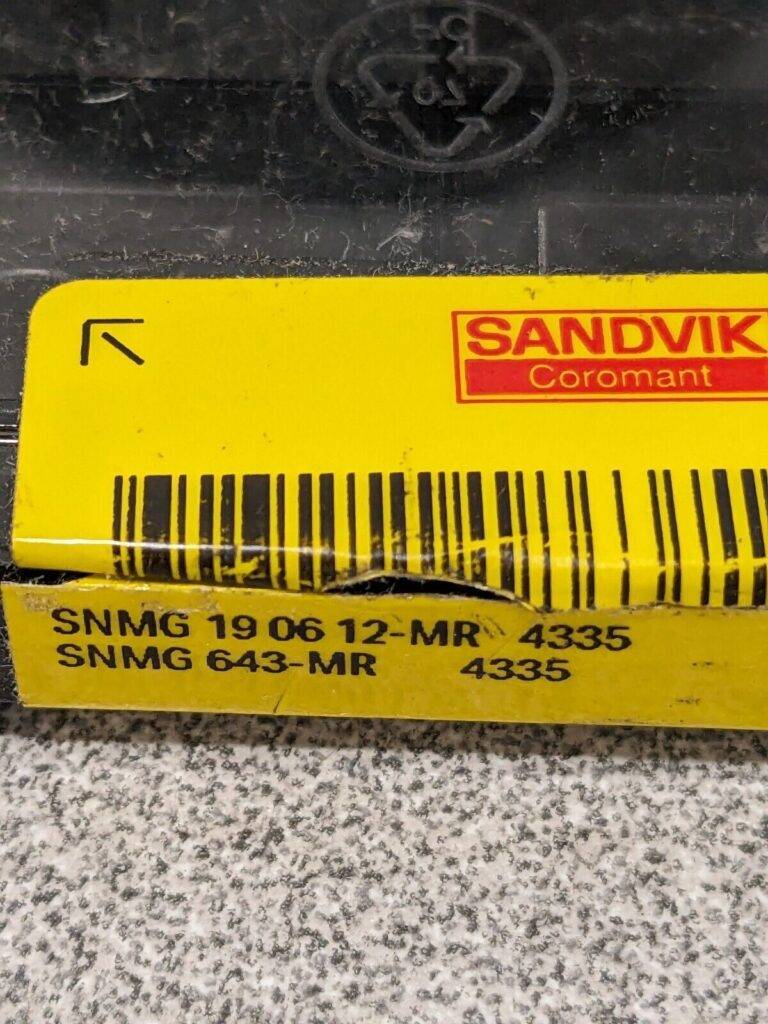 SANDVIK
Coromant
SNMG 19 06 12-MR 4335
SNMG 643-MR 4335